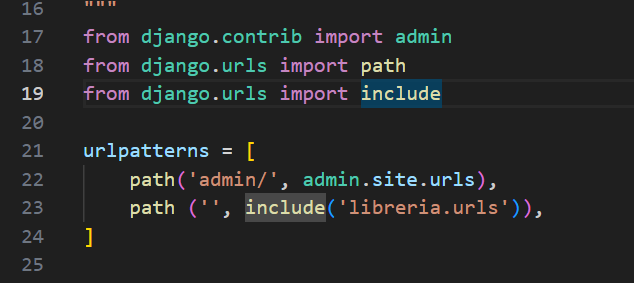 16 """
17 from django.contrib import admin
18 from django.urls import path
19 from django.urls import include
20
21 urlpatterns = [
22     path('admin/', admin.site.urls),
23     path ('', include('libreria.urls')),
24 ]
25